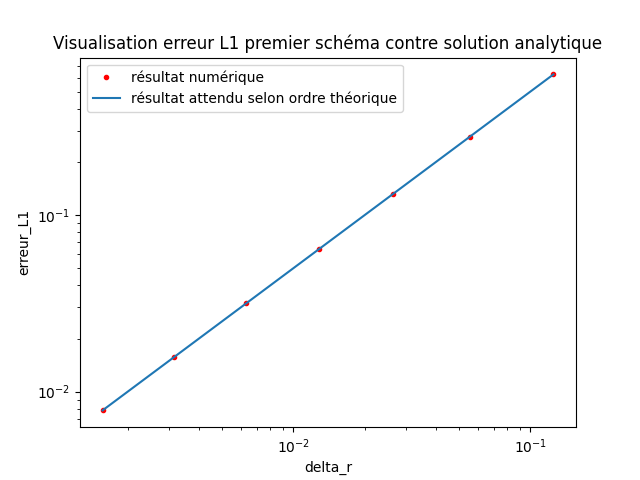 Visualisation erreur L1 premier schéma contre solution analytique
résultat numérique
résultat attendu selon ordre théorique
10⁻¹
10⁻²
erreur_L1
10⁻²
10⁻¹
delta_r